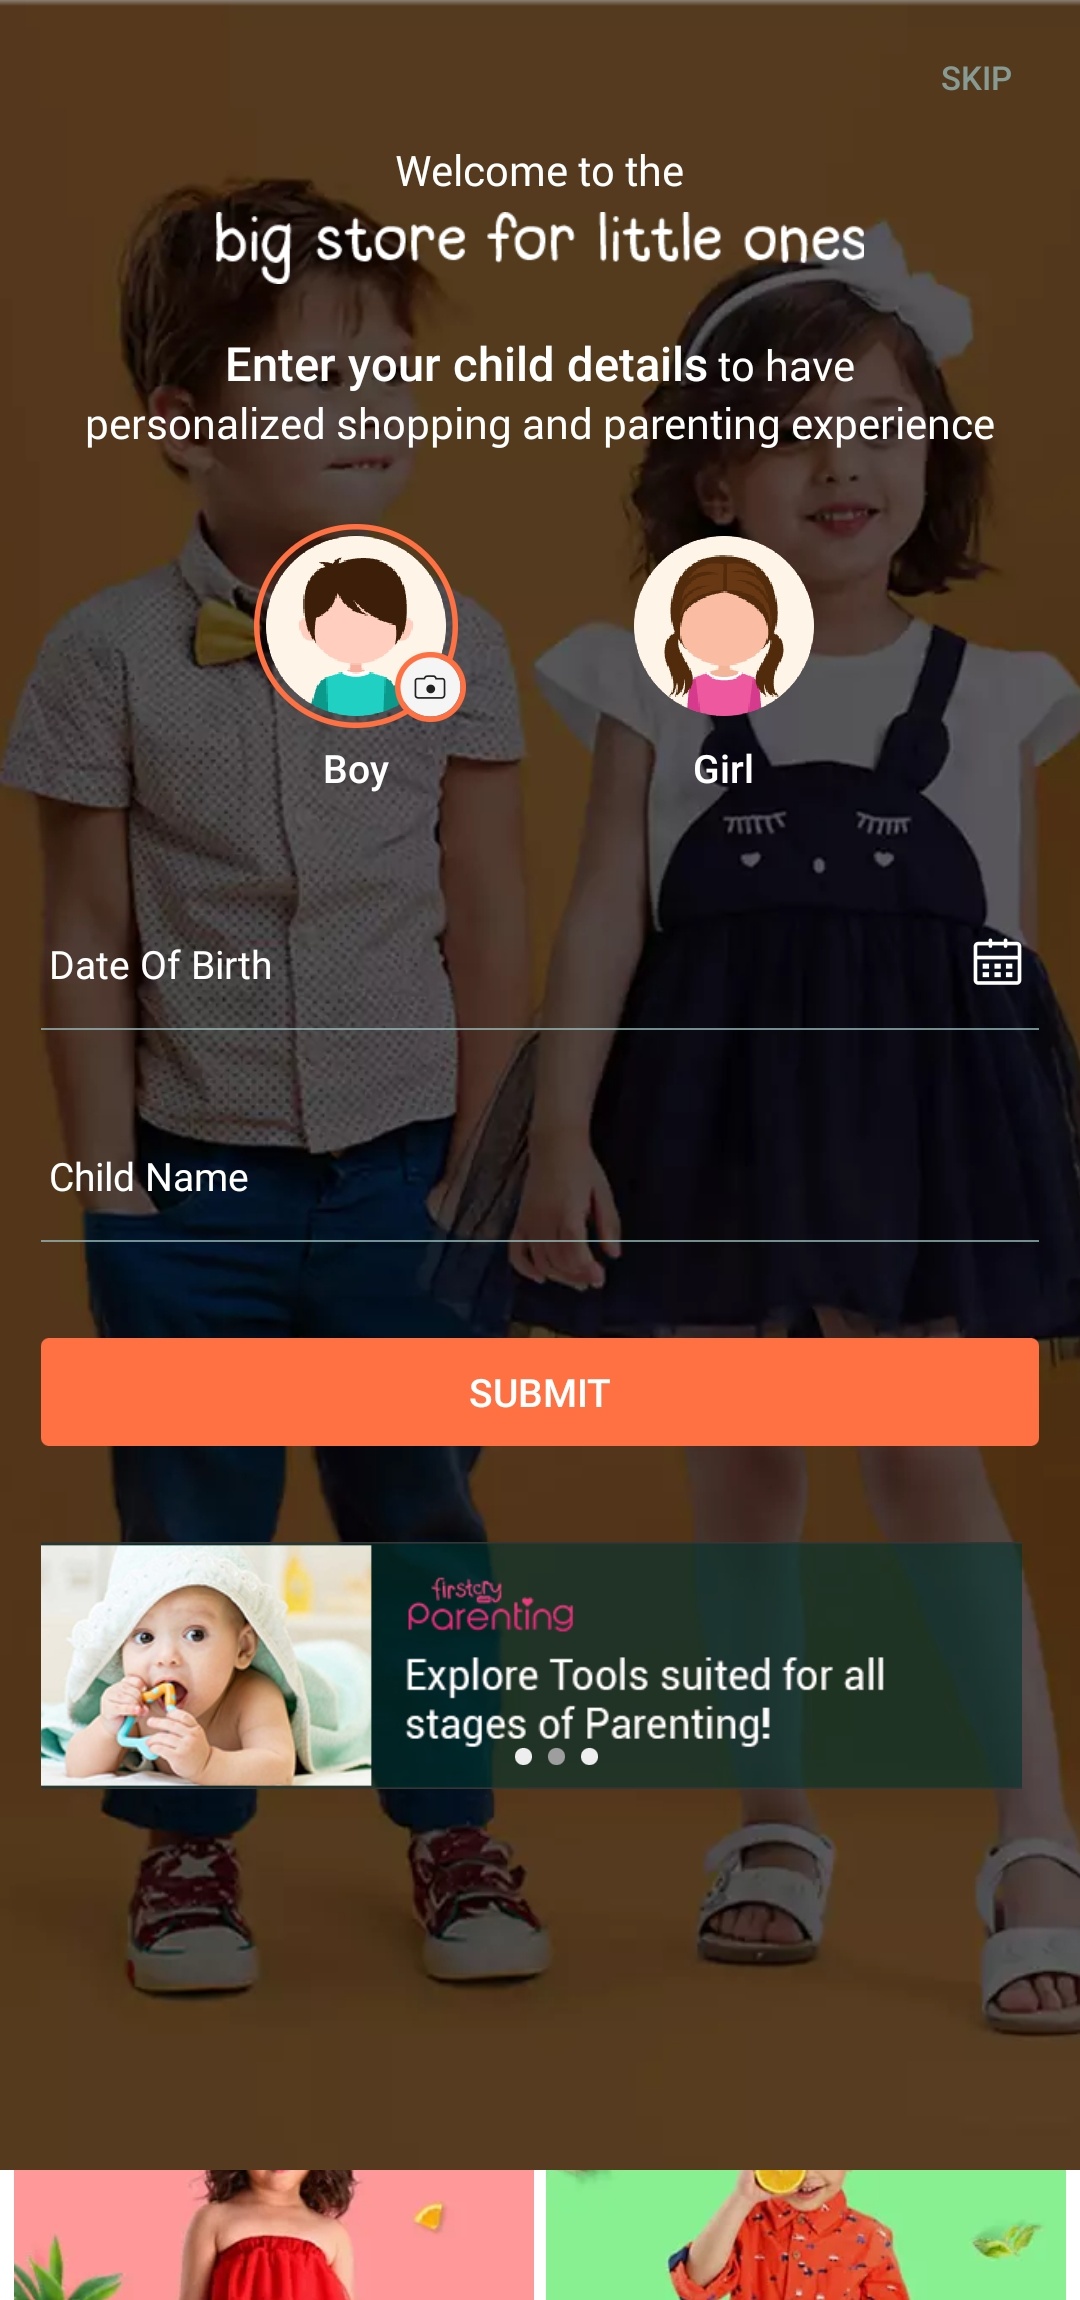 SKIP
Welcome to the
big store for little ones
Enter your child details to have
personalized shopping and parenting experience
Boy
Girl
Date Of Birth
Child Name
SUBMIT
firstcry
Parenting
Explore Tools suited for all
stages of Parenting!